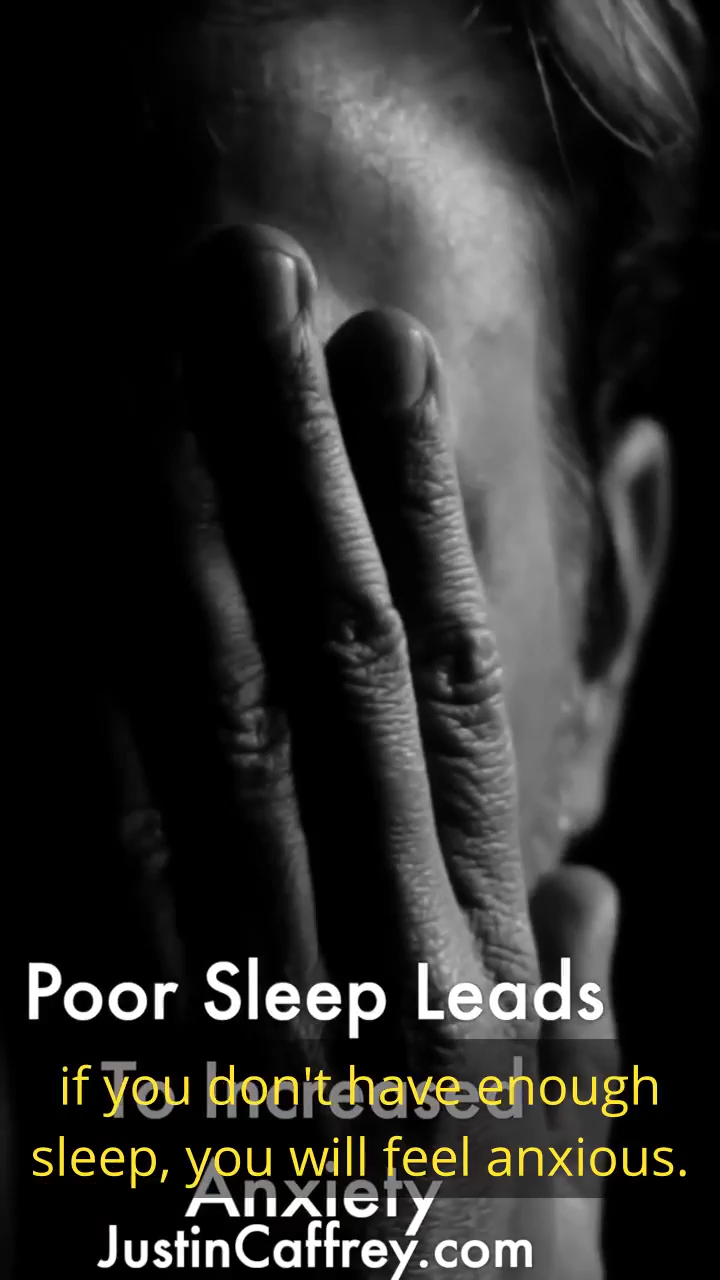 Poor Sleep Leads
To Increased
if you don't have enough
sleep, you will feel anxious.
Anxiety
JustinCaffrey.com